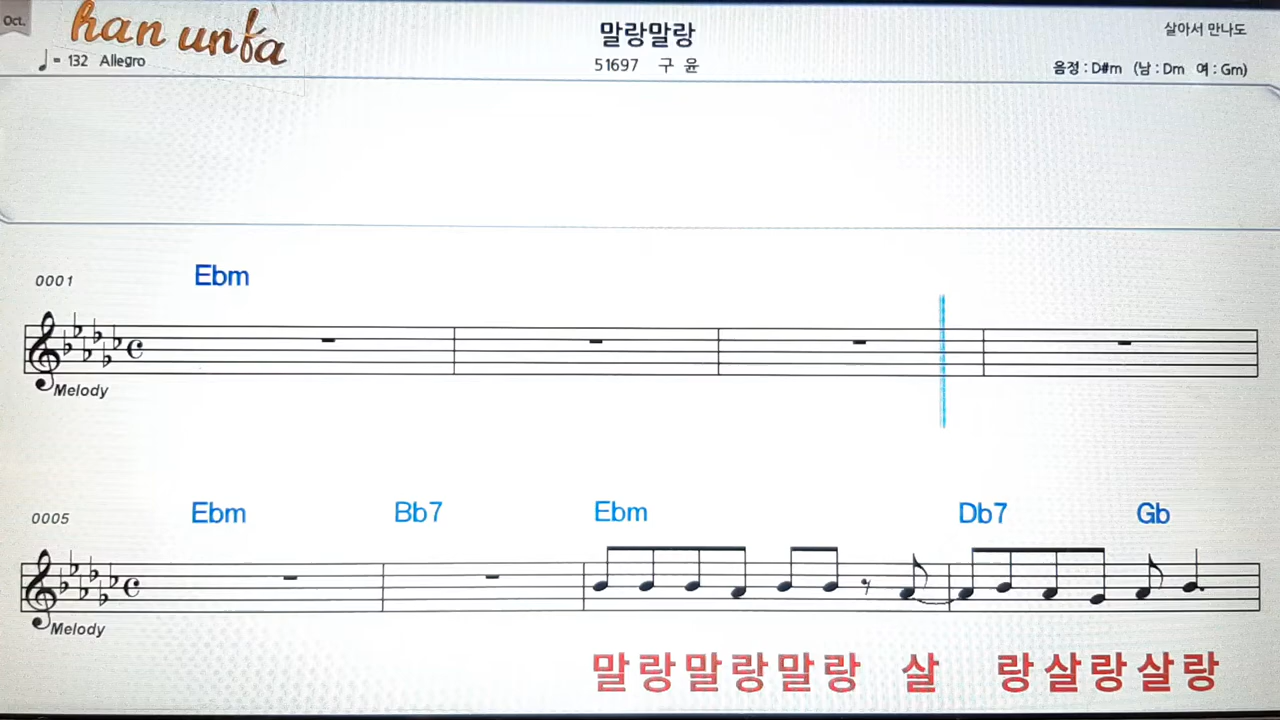 Oct.
han unfa
말랑말랑
살아서 만나도
♩= 132 Allegro
51697 구 윤
음정 : D#m (남 : Dm 여 : Gm)
0001
Ebm
Melody
0005
Ebm Bb7 Ebm Db7 Gb
Melody
말랑말랑말랑 살 랑살랑살랑